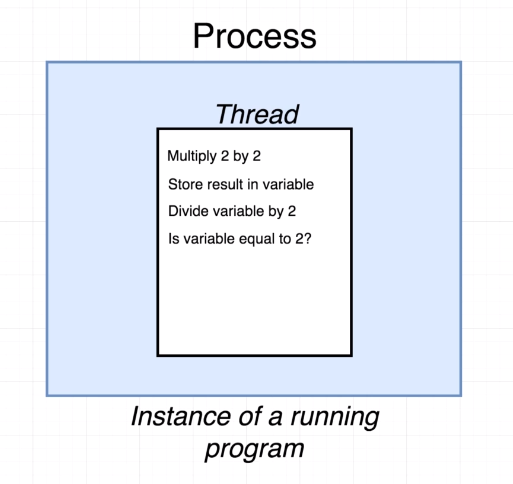 Process
Thread
Multiply 2 by 2
Store result in variable
Divide variable by 2
Is variable equal to 2?
Instance of a running
program